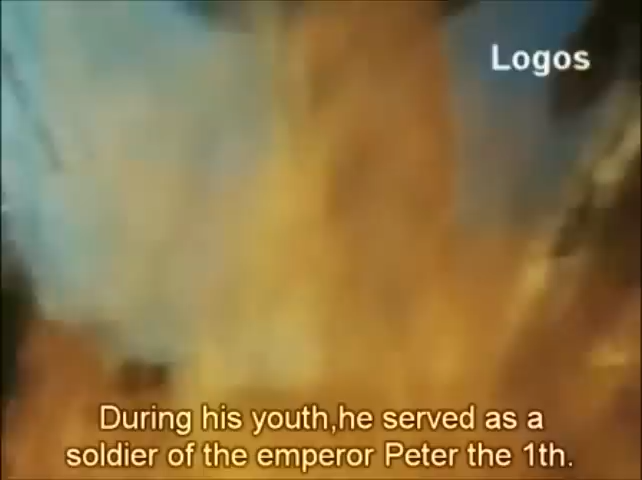 Logos
During his youth,he served as a
soldier of the emperor Peter the 1th.